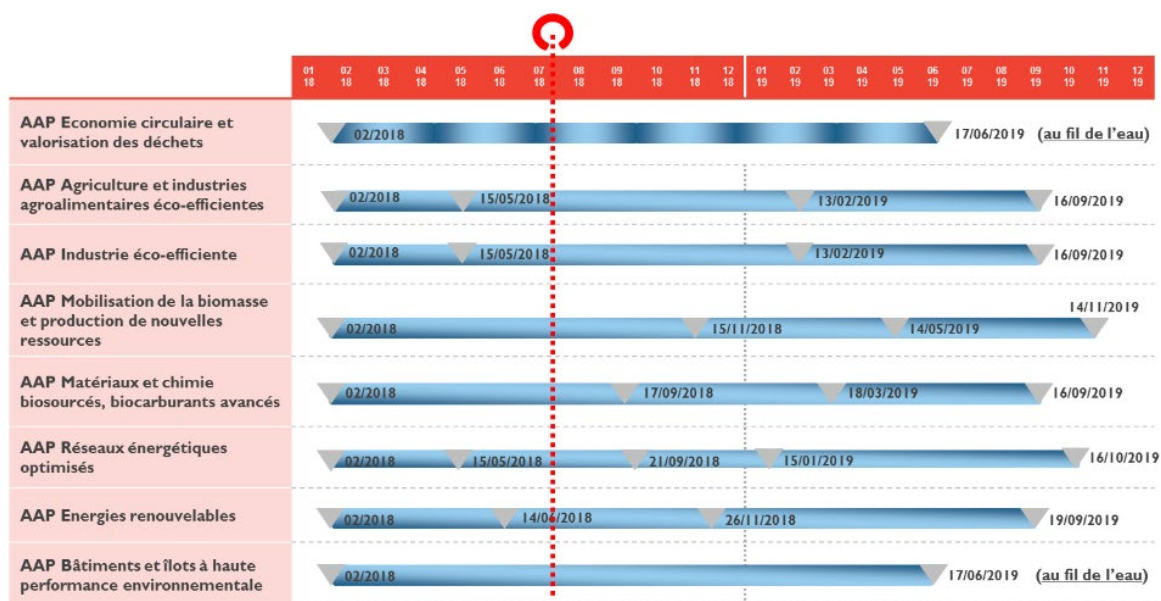 01 02 03 04 05 06 07 08 09 10 11 12 01 02 03 04 05 06 07 08 09 10 11 12
18 18 18 18 18 18 18 18 18 18 18 18 19 19 19 19 19 19 19 19 19 19 19 19
AAP Economie circulaire et
valorisation des déchets
02/2018 17/06/2019 (au fil de l'eau)
AAP Agriculture et industries
agroalimentaires éco-efficientes
02/2018 15/05/2018 13/02/2019 16/09/2019
AAP Industrie éco-efficiente
02/2018 15/05/2018 13/02/2019 16/09/2019
AAP Mobilisation de la biomasse
et production de nouvelles
ressources
14/11/2019
02/2018 15/11/2018 14/05/2019
AAP Matériaux et chimie
biosourcés, biocarburants avancés
02/2018 17/09/2018 18/03/2019 16/09/2019
AAP Réseaux énergétiques
optimisés
02/2018 15/05/2018 21/09/2018 15/01/2019 16/10/2019
AAP Energies renouvelables
02/2018 14/06/2018 26/11/2018 19/09/2019
AAP Bâtiments et îlots à haute
performance environnementale
02/2018 17/06/2019 (au fil de l'eau)